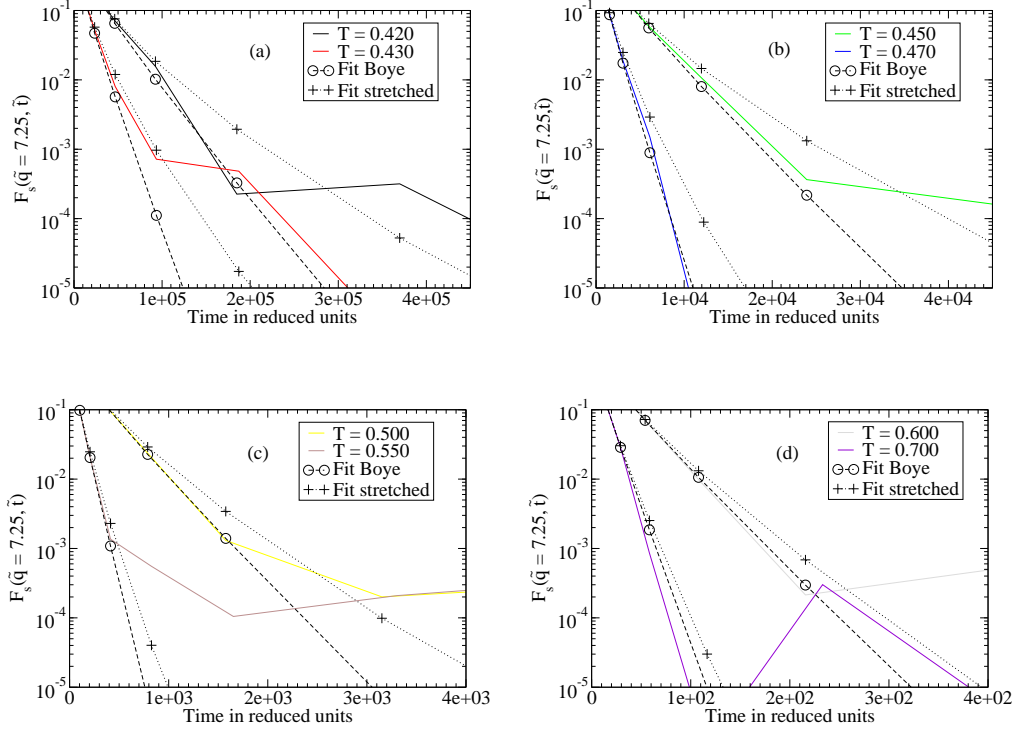 10^-1
10^-2
10^-3
10^-4
10^-5
F_s(q̃ = 7.25, t̃)
0 1e+05 2e+05 3e+05 4e+05
Time in reduced units
(a)
T = 0.420
T = 0.430
Fit Boye
Fit stretched
10^-1
10^-2
10^-3
10^-4
10^-5
F_s(q̃ = 7.25,t̃)
0 1e+04 2e+04 3e+04 4e+04
Time in reduced units
(b)
T = 0.450
T = 0.470
Fit Boye
Fit stretched
10^-1
10^-2
10^-3
10^-4
10^-5
F_s(q̃ = 7.25, t̃)
0 1e+03 2e+03 3e+03 4e+03
Time in reduced units
(c)
T = 0.500
T = 0.550
Fit Boye
Fit stretched
10^-1
10^-2
10^-3
10^-4
10^-5
F_s(q̃ = 7.25, t̃)
0 1e+02 2e+02 3e+02 4e+02
Time in reduced units
(d)
T = 0.600
T = 0.700
Fit Boye
Fit stretched